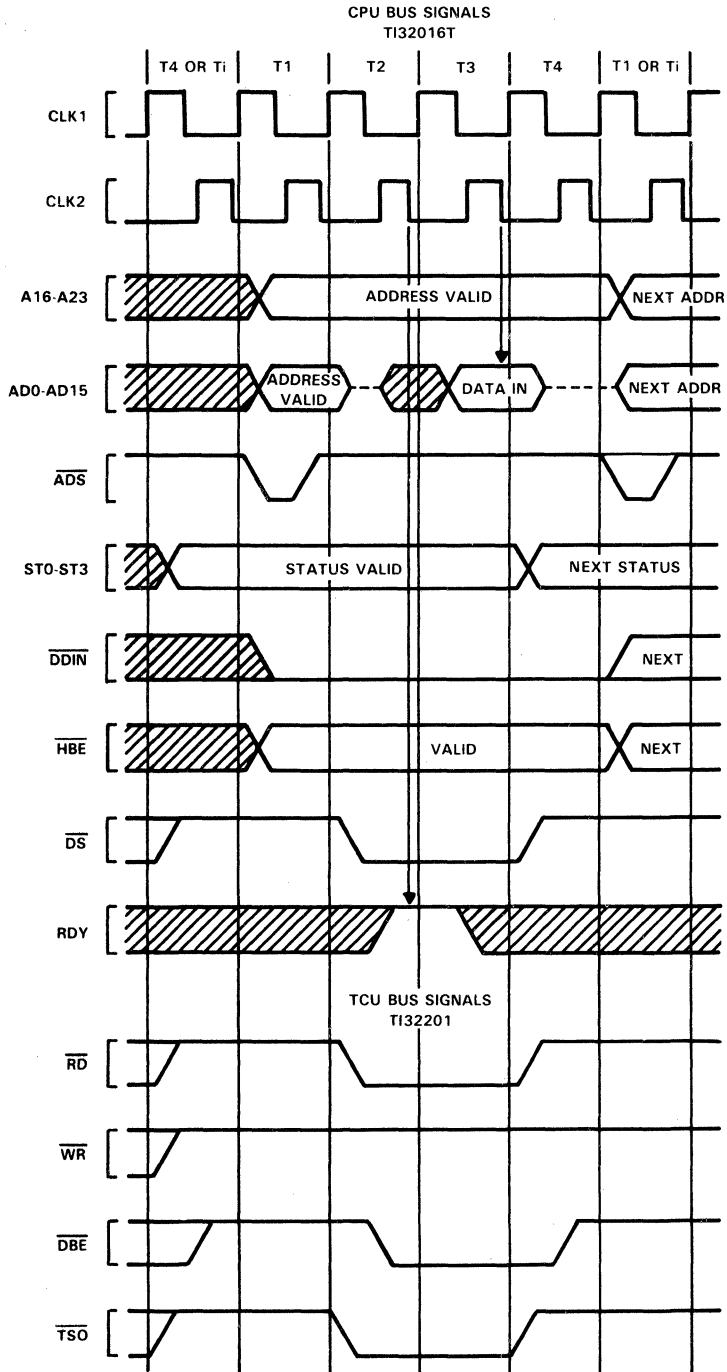 CPU BUS SIGNALS
TI32016T
T4 OR Ti
T1
T2
T3
T4
T1 OR Ti
CLK1
CLK2
A16-A23
ADDRESS VALID
NEXT ADDR
AD0-AD15
ADDRESS
VALID
DATA IN
NEXT ADDR
ADS
ST0-ST3
STATUS VALID
NEXT STATUS
DDIN
NEXT
HBE
VALID
NEXT
DS
RDY
TCU BUS SIGNALS
TI32201
RD
WR
DBE
TSO